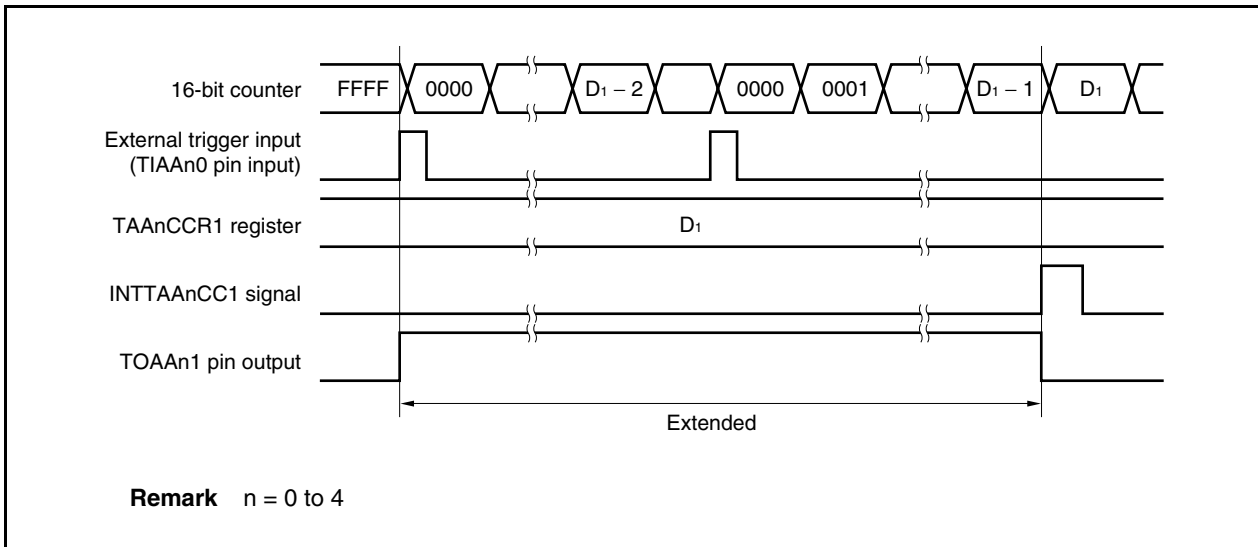 16-bit counter FFFF 0000 D₁ − 2 0000 0001 D₁ − 1 D₁
External trigger input
(TIAAn0 pin input)
TAAnCCR1 register D₁
INTTAAnCC1 signal
TOAAn1 pin output
Extended
Remark n = 0 to 4